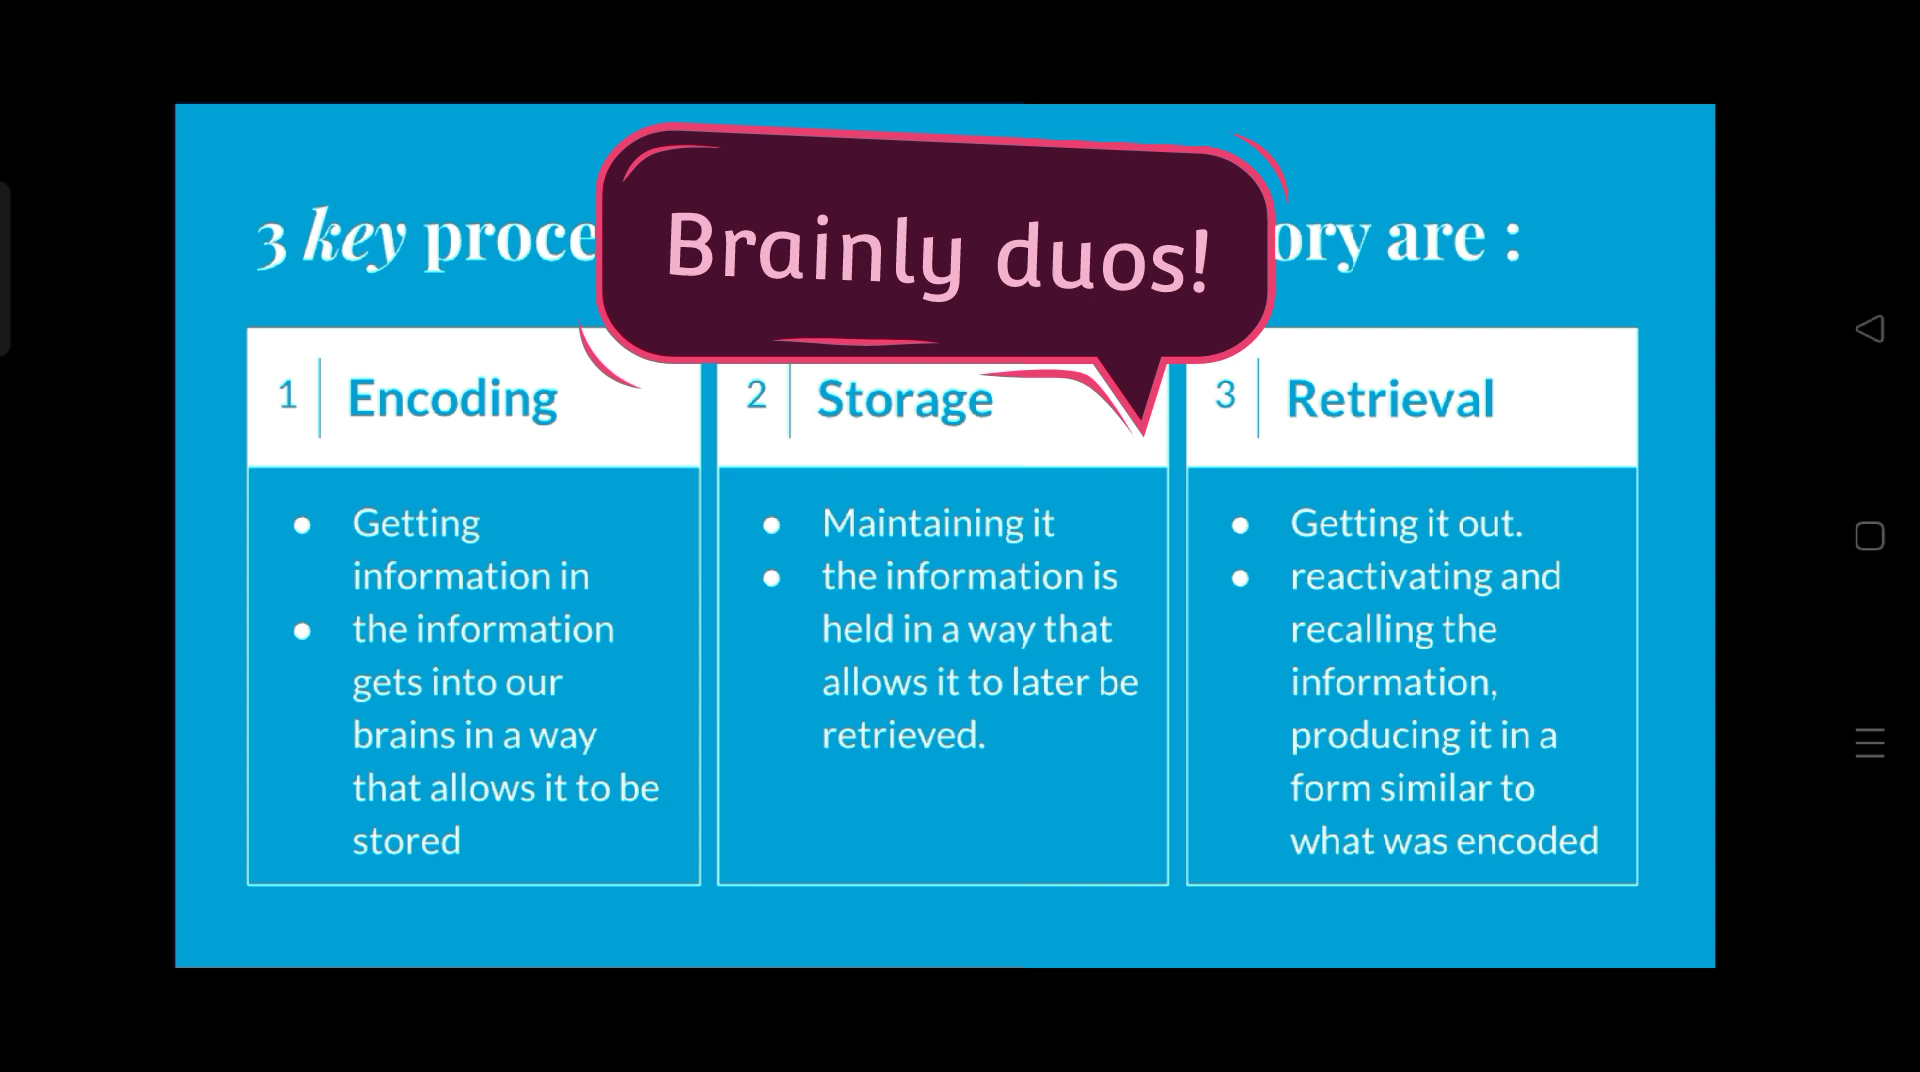 Brainly duos!
3 key proce
ory are :
1
Encoding
Getting
information in
the information
gets into our
brains in a way
that allows it to be
stored
2
Storage
Maintaining it
the information is
held in a way that
allows it to later be
retrieved.
3
Retrieval
Getting it out.
reactivating and
recalling the
information,
producing it in a
form similar to
what was encoded